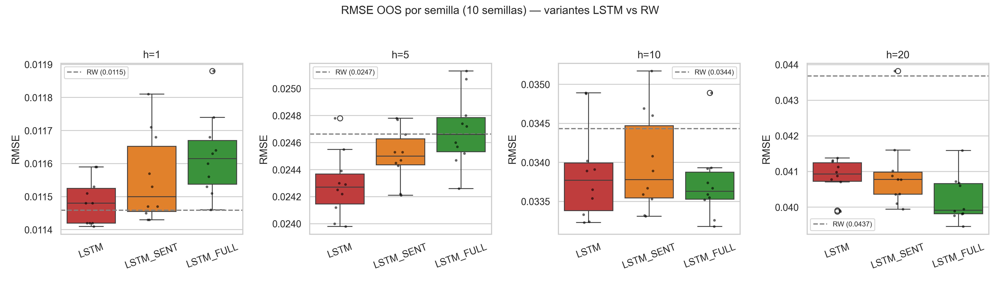 RMSE OOS por semilla (10 semillas) — variantes LSTM vs RW
h=1
RMSE
0.0119
0.0118
0.0117
0.0116
0.0115
0.0114
RW (0.0115)
LSTM
LSTM_SENT
LSTM_FULL
h=5
RMSE
0.0250
0.0248
0.0246
0.0244
0.0242
0.0240
RW (0.0247)
LSTM
LSTM_SENT
LSTM_FULL
h=10
RMSE
0.0350
0.0345
0.0340
0.0335
RW (0.0344)
LSTM
LSTM_SENT
LSTM_FULL
h=20
RMSE
0.044
0.043
0.042
0.041
0.040
RW (0.0437)
LSTM
LSTM_SENT
LSTM_FULL